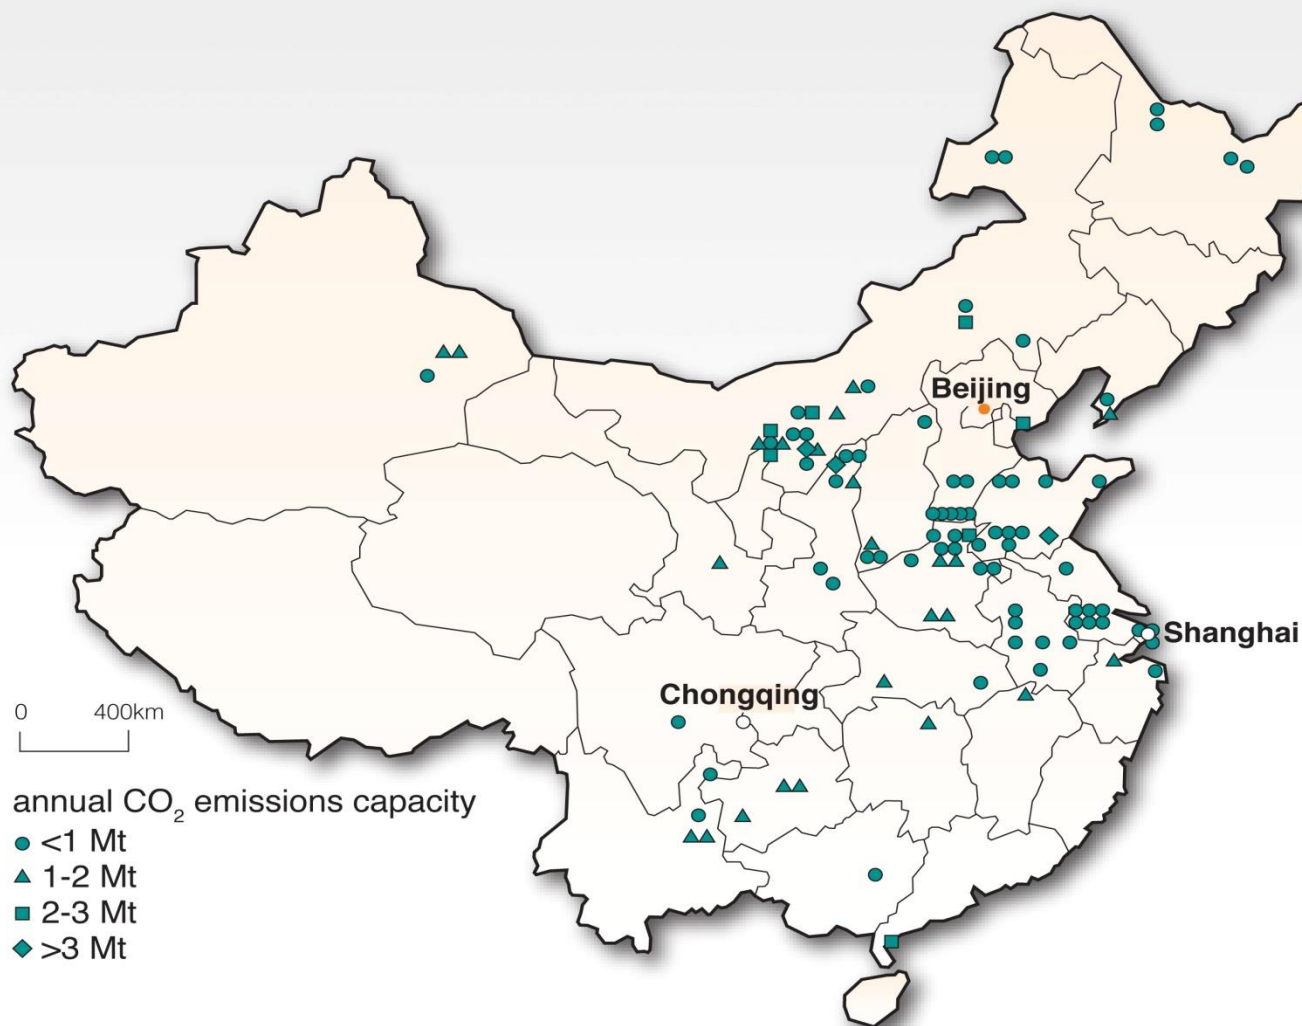 Beijing
Shanghai
Chongqing
0 400km
annual CO₂ emissions capacity
<1 Mt
1-2 Mt
2-3 Mt
>3 Mt